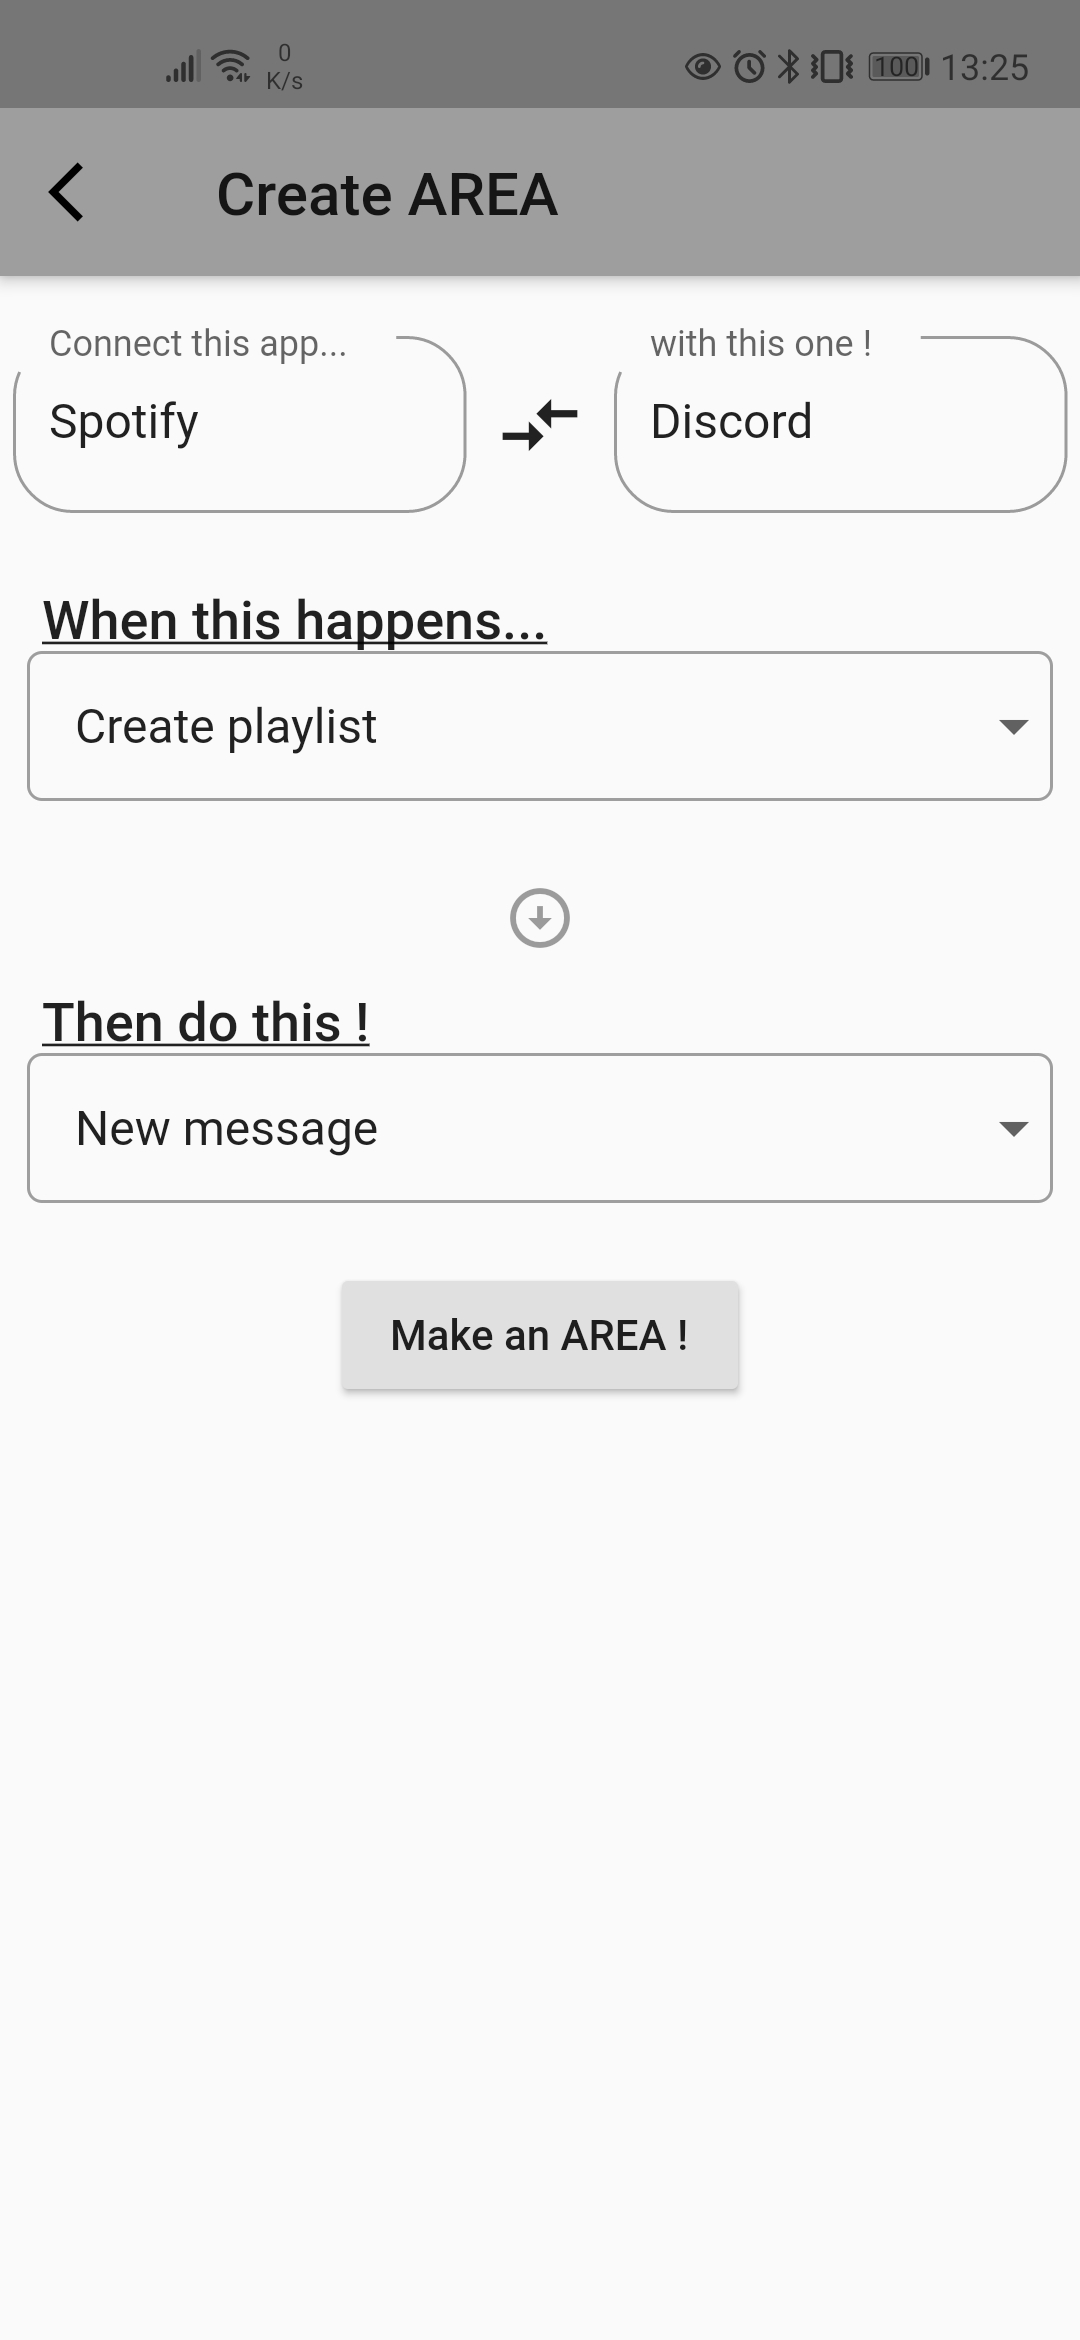 0
K/s
100 13:25
Create AREA
Connect this app...
with this one !
Spotify
Discord
When this happens...
Create playlist
Then do this !
New message
Make an AREA !